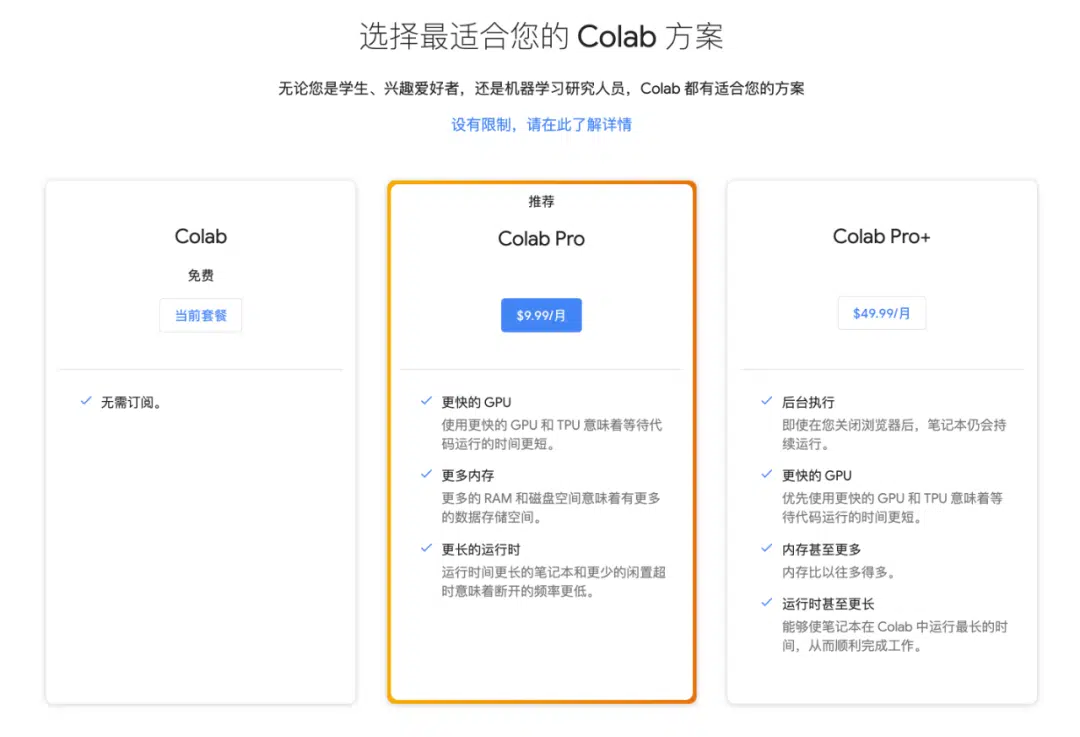 选择最适合您的 Colab 方案
无论您是学生、兴趣爱好者，还是机器学习研究人员，Colab 都有适合您的方案
设有限制，请在此了解详情
Colab
免费
当前套餐
无需订阅。
推荐
Colab Pro
$9.99/月
更快的 GPU
使用更快的 GPU 和 TPU 意味着等待代
码运行的时间更短。
更多内存
更多的 RAM 和磁盘空间意味着有更多
的数据存储空间。
更长的运行时
运行时间更长的笔记本和更少的闲置超
时意味着断开的频率更低。
Colab Pro+
$49.99/月
后台执行
即使在您关闭浏览器后，笔记本仍会持
续运行。
更快的 GPU
优先使用更快的 GPU 和 TPU 意味着等
待代码运行的时间更短。
内存甚至更多
内存比以往多得多。
运行时甚至更长
能够使笔记本在 Colab 中运行最长的时
间，从而顺利完成工作。